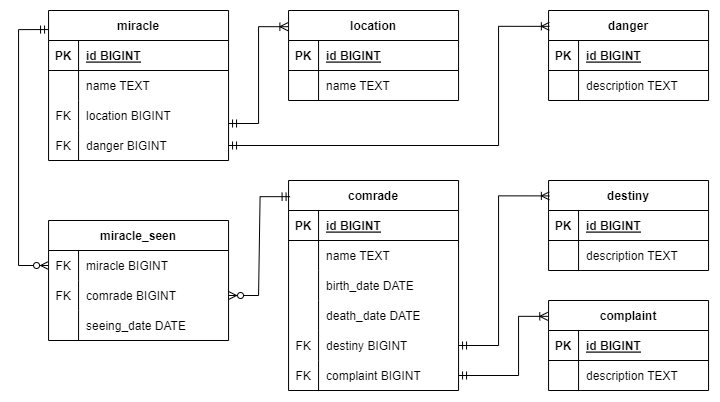 miracle
PK id BIGINT
name TEXT
FK location BIGINT
FK danger BIGINT
location
PK id BIGINT
name TEXT
danger
PK id BIGINT
description TEXT
miracle_seen
FK miracle BIGINT
FK comrade BIGINT
seeing_date DATE
comrade
PK id BIGINT
name TEXT
birth_date DATE
death_date DATE
FK destiny BIGINT
FK complaint BIGINT
destiny
PK id BIGINT
description TEXT
complaint
PK id BIGINT
description TEXT